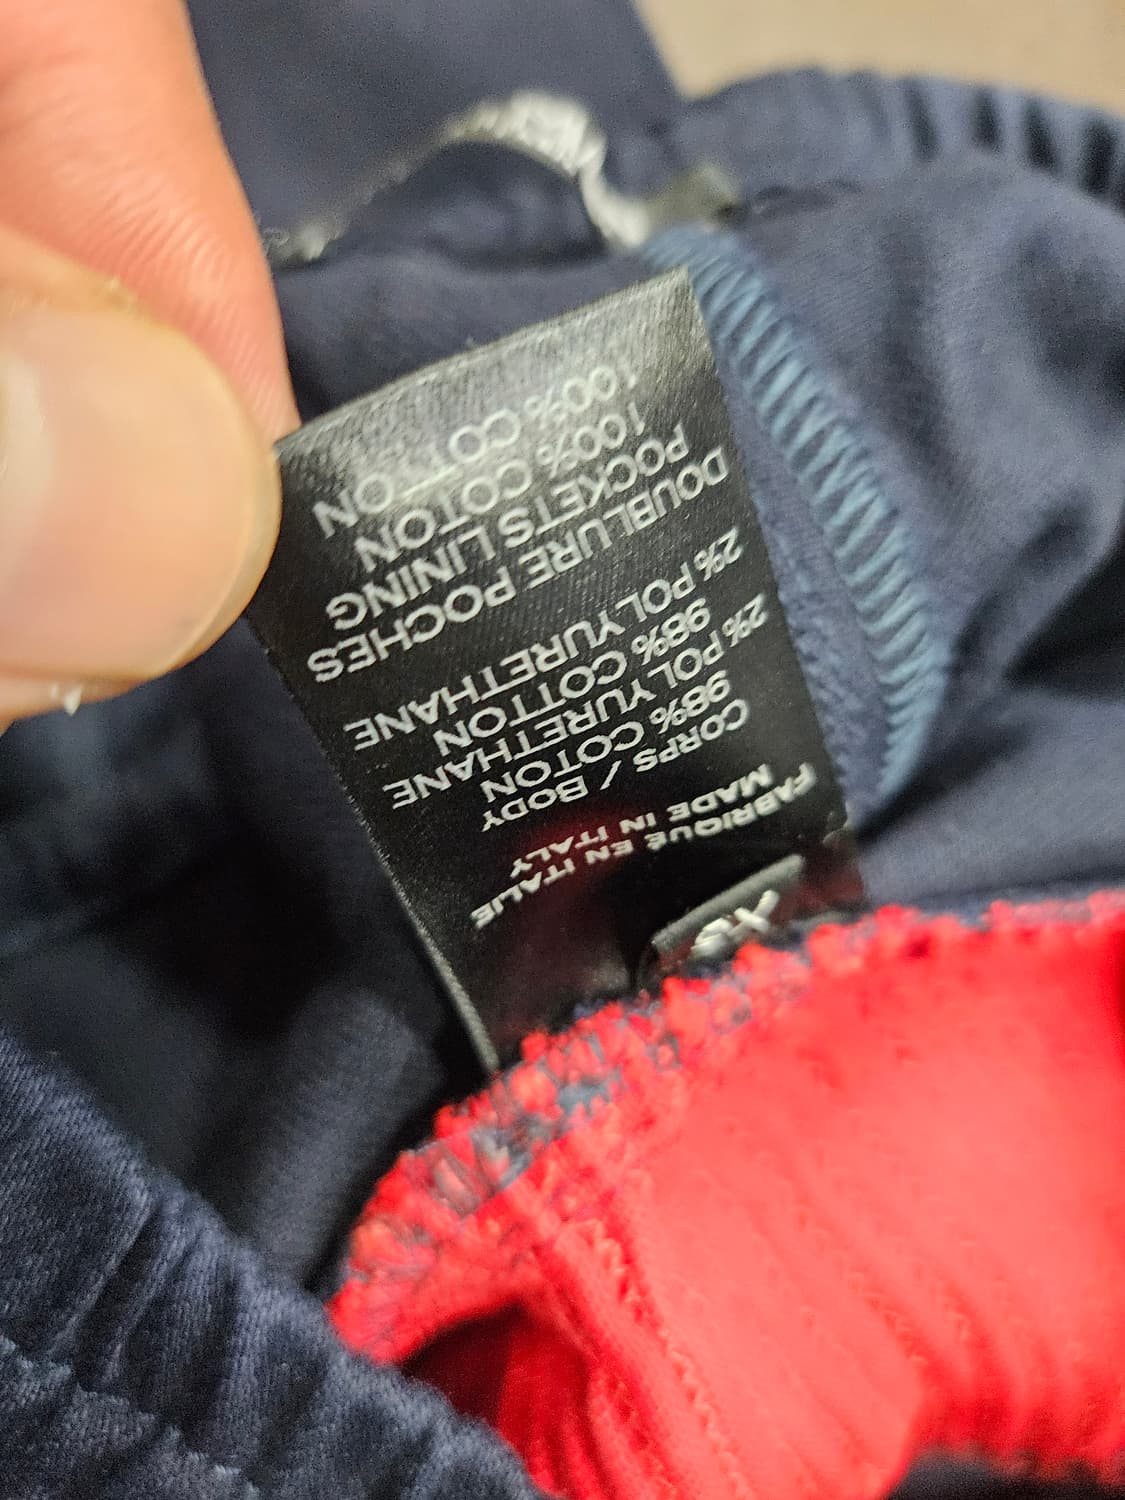 XS
FABRIQUÉ EN ITALIE
MADE IN ITALY
CORPS / BODY
98% COTON
2% POLYURETHANE
98% COTTON
2% POLYURETHANE
DOUBLURE POCHES
POCKETS LINING
100% COTON
100% COTTON